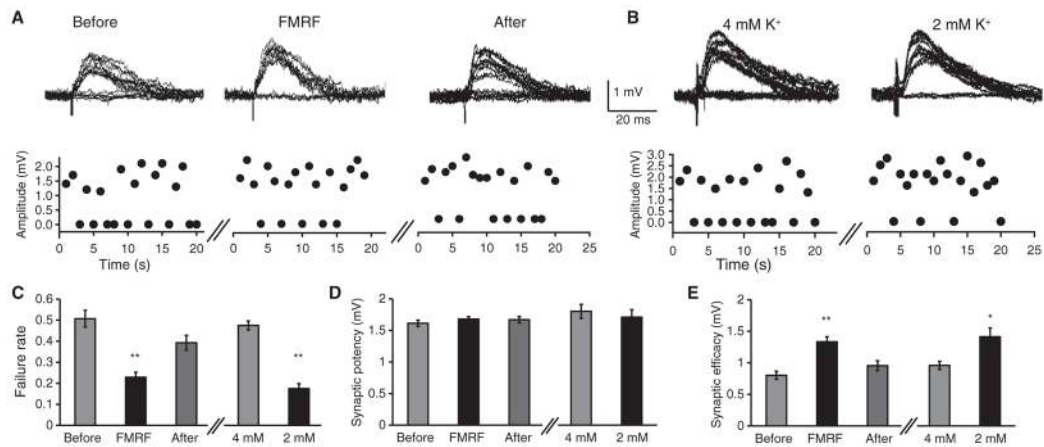 A
Before
FMRF
After
1 mV
20 ms
B
4 mM K⁺
2 mM K⁺
Amplitude (mV)
2.0
1.5
1.0
0.5
0.0
0 5 10 15 20
0 5 10 15 20
0 5 10 15 20 25
Time (s)
Amplitude (mV)
3.0
2.5
2.0
1.5
1.0
0.5
0.0
0 5 10 15 20
0 5 10 15 20 25
Time (s)
C
Failure rate
0.6
0.5
0.4
0.3
0.2
0.1
0
**
**
Before FMRF After 4 mM 2 mM
D
Synaptic potency (mV)
2
1.5
1
0.5
0
Before FMRF After 4 mM 2 mM
E
Synaptic efficacy (mV)
2
1.5
1
0.5
0
**
*
Before FMRF After 4 mM 2 mM